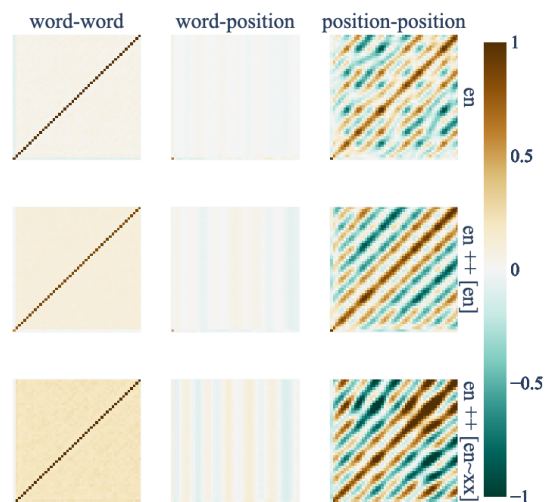 word-word word-position position-position
en
en ++ [en]
en ++ [en~xx]
1
0.5
0
−0.5
−1